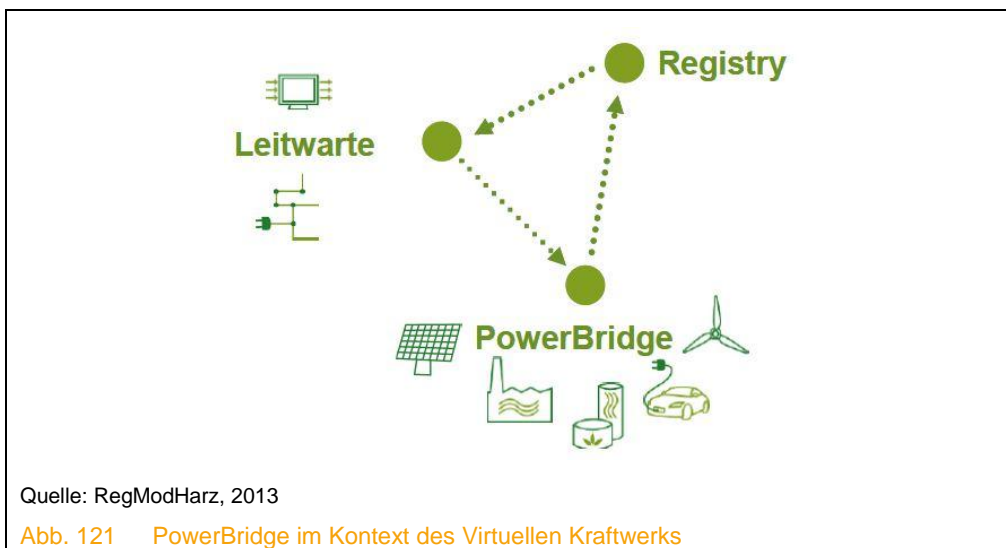 Registry
Leitwarte
PowerBridge
Quelle: RegModHarz, 2013
Abb. 121 PowerBridge im Kontext des Virtuellen Kraftwerks